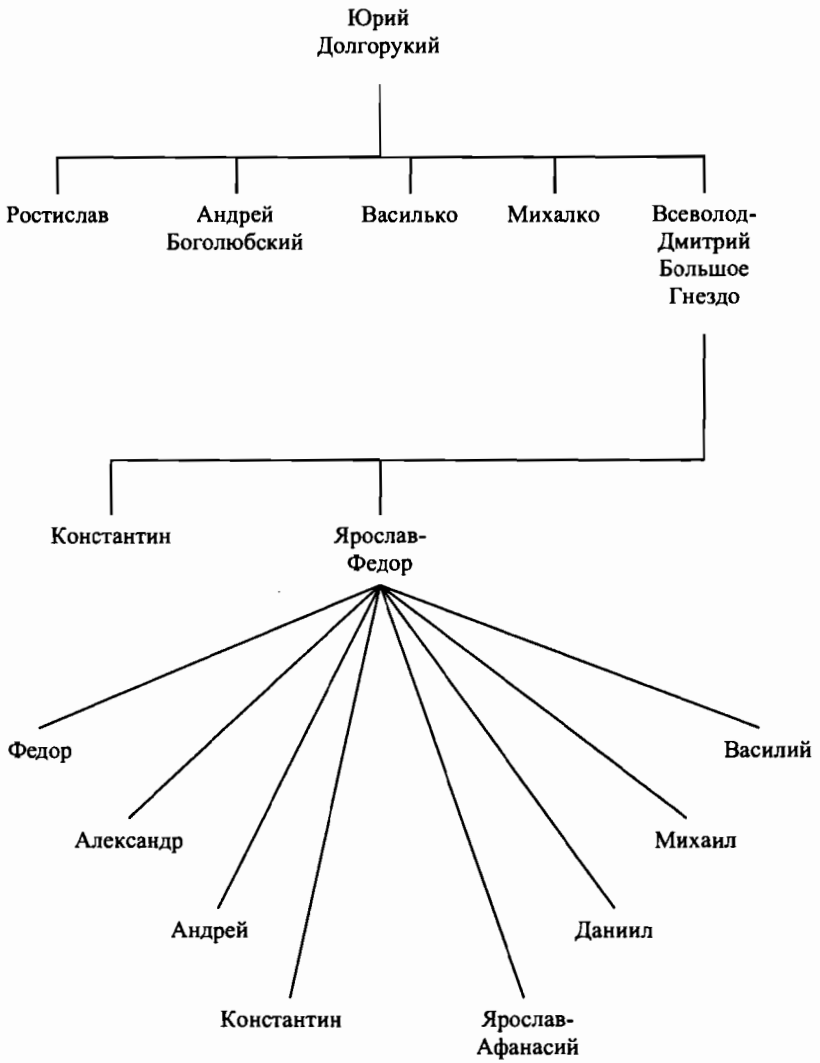 Юрий
Долгорукий
Ростислав
Андрей
Боголюбский
Василько
Михалко
Всеволод-
Дмитрий
Большое
Гнездо
Константин
Ярослав-
Федор
Федор
Василий
Александр
Михаил
Андрей
Даниил
Константин
Ярослав-
Афанасий